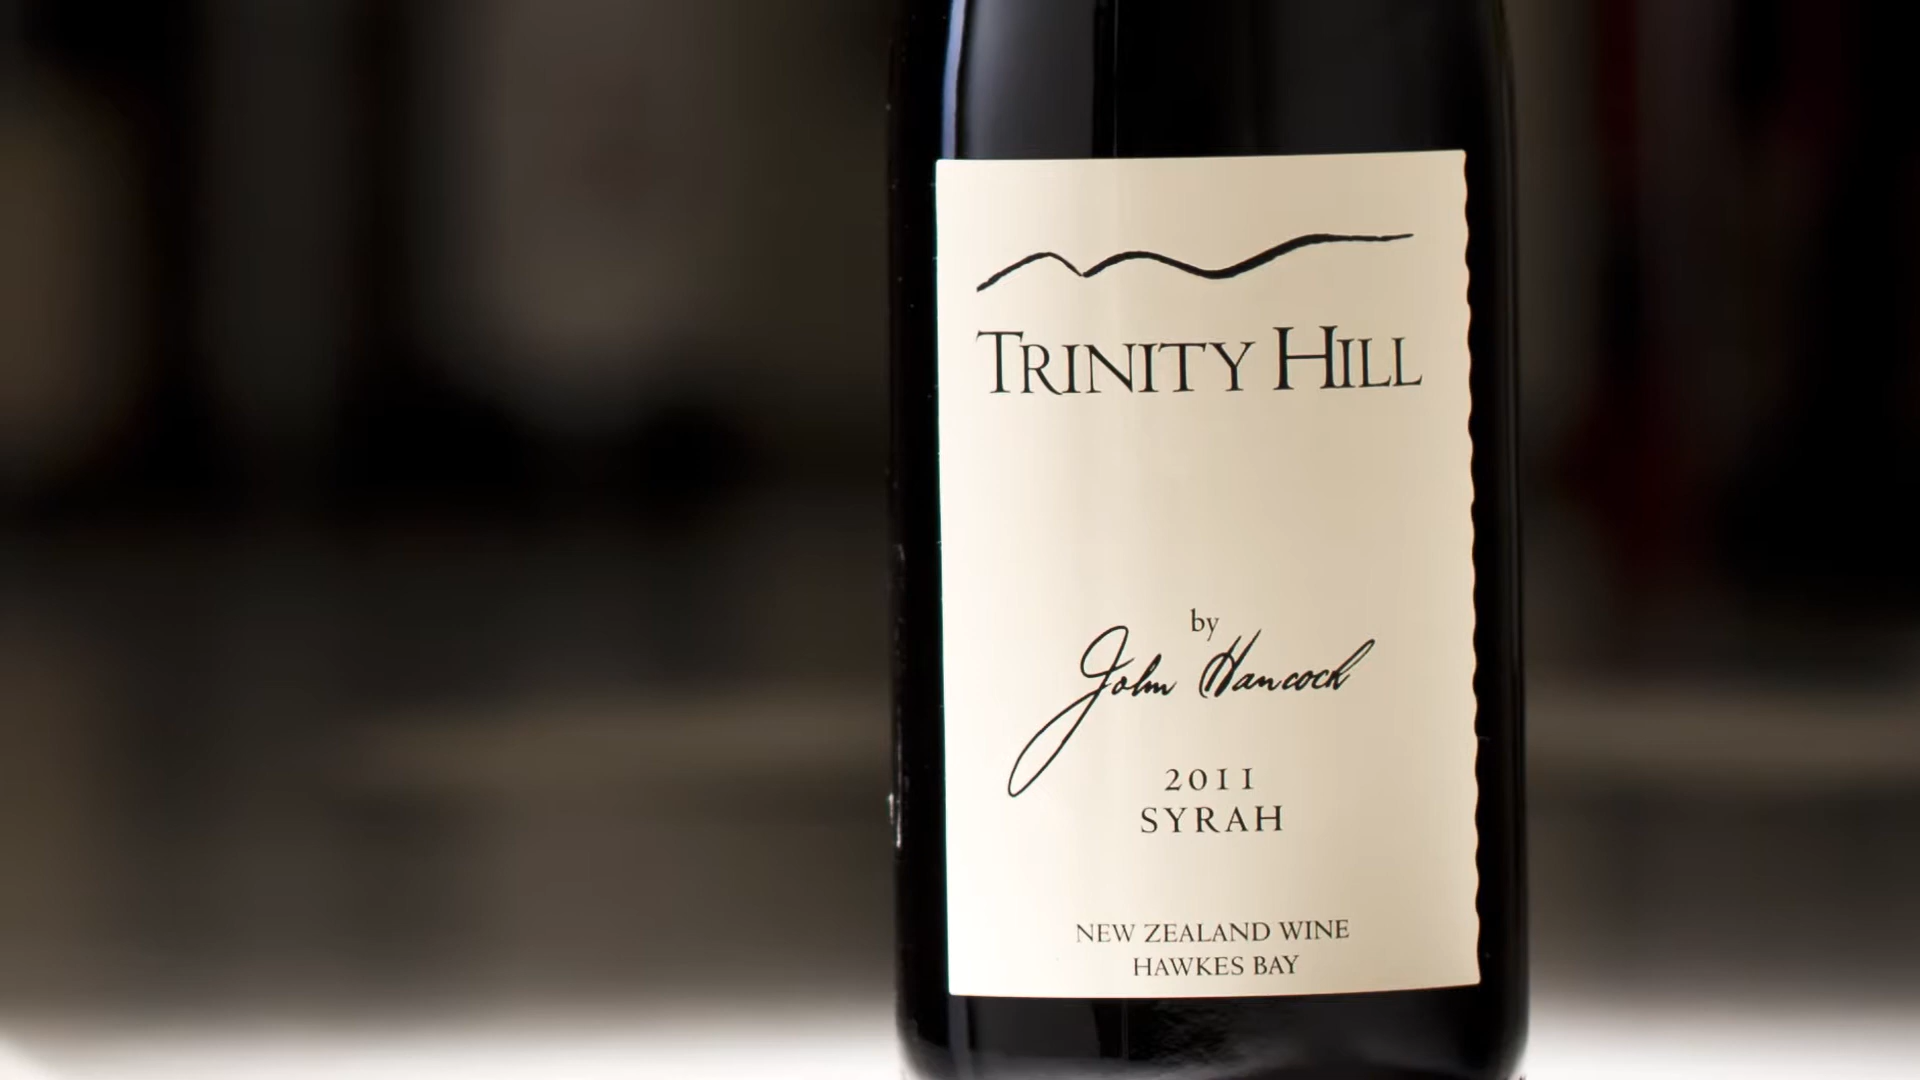 TRINITY HILL
by
John Hancock
2011
SYRAH
NEW ZEALAND WINE
HAWKES BAY